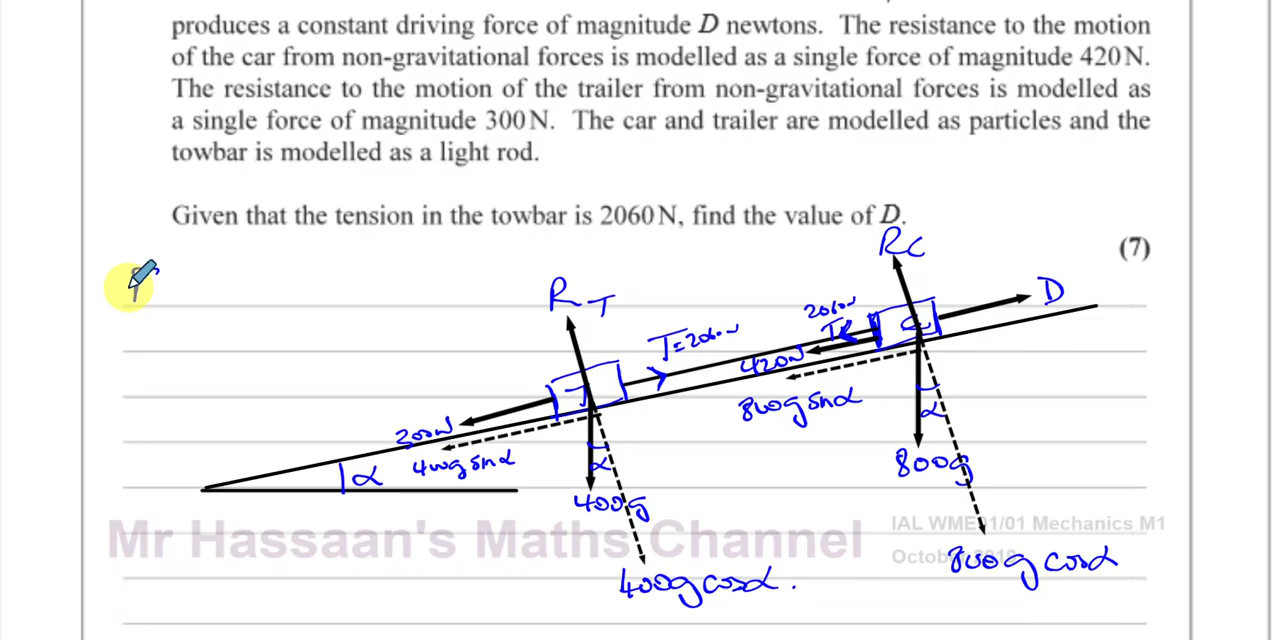 produces a constant driving force of magnitude D newtons. The resistance to the motion
of the car from non-gravitational forces is modelled as a single force of magnitude 420 N.
The resistance to the motion of the trailer from non-gravitational forces is modelled as
a single force of magnitude 300 N. The car and trailer are modelled as particles and the
towbar is modelled as a light rod.
Given that the tension in the towbar is 2060 N, find the value of D.
(7)
RC
RT
D
2060N
T
C
T=2060N
420N
T
800g sinα
α
300N
400g sinα
α
α
800g
400g
Mr Hassaan's Maths Channel
IAL WME01/01 Mechanics M1
October
800g cosα
400g cosα.